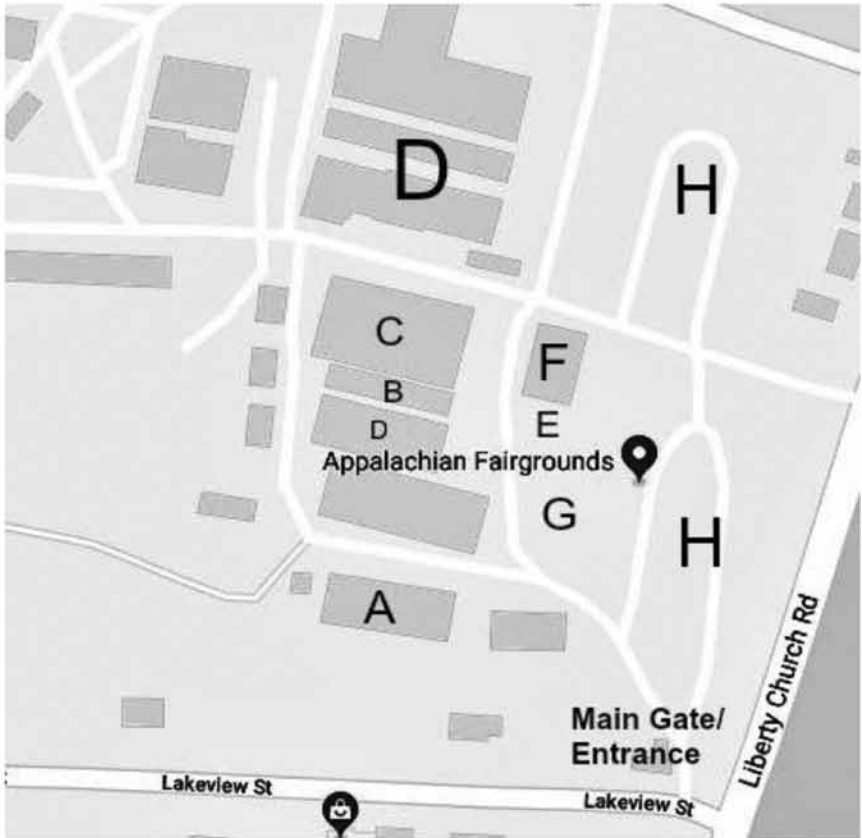 D
H
C
F
B
D
E
Appalachian Fairgrounds
G
H
A
Liberty Church Rd
Main Gate/
Entrance
Lakeview St
Lakeview St